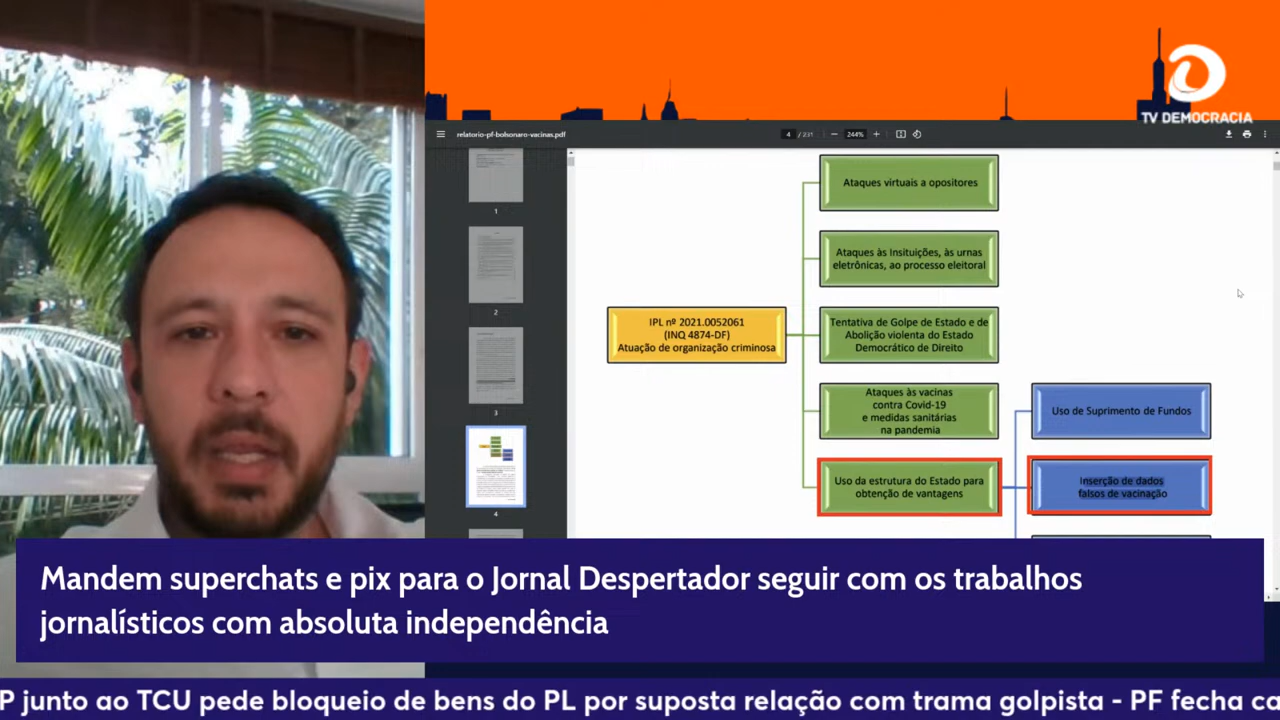 TV DEMOCRACIA
relatorio-pf-bolsonaro-vacinas.pdf
4 / 231
244%
1
2
3
4
Ataques virtuais a opositores
Ataques às Insituições, às urnas
eletrônicas, ao processo eleitoral
IPL nº 2021.0052061
(INQ 4874-DF)
Atuação de organização criminosa
Tentativa de Golpe de Estado e de
Abolição violenta do Estado
Democrático de Direito
Ataques às vacinas
contra Covid-19
e medidas sanitárias
na pandemia
Uso de Suprimento de Fundos
Uso da estrutura do Estado para
obtenção de vantagens
Inserção de dados
falsos de vacinação
Mandem superchats e pix para o Jornal Despertador seguir com os trabalhos
jornalísticos com absoluta independência
P junto ao TCU pede bloqueio de bens do PL por suposta relação com trama golpista - PF fecha